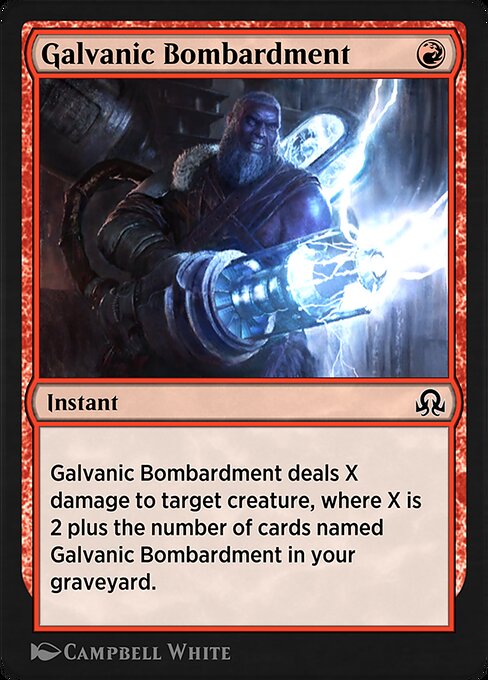 Galvanic Bombardment
Instant
Galvanic Bombardment deals X
damage to target creature, where X is
2 plus the number of cards named
Galvanic Bombardment in your
graveyard.
Campbell White